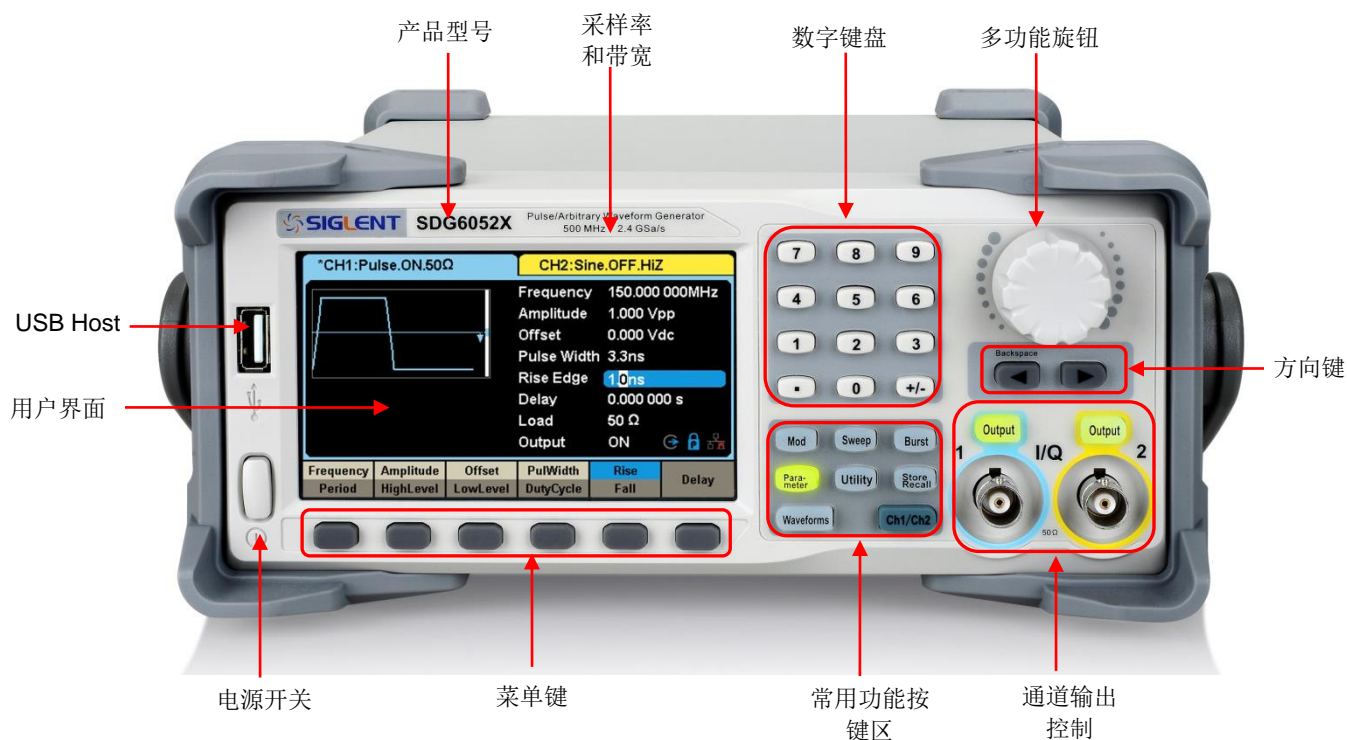 产品型号
采样率
和带宽
数字键盘
多功能旋钮
SIGLENT SDG6052X
Pulse/Arbitrary Waveform Generator
500 MHz 2.4 GSa/s
*CH1:Pulse.ON.50Ω
CH2:Sine.OFF.HiZ
Frequency 150.000 000MHz
Amplitude 1.000 Vpp
Offset 0.000 Vdc
Pulse Width 3.3ns
Rise Edge 1.0ns
Delay 0.000 000 s
Load 50 Ω
Output ON
Frequency Amplitude Offset PulWidth Rise Delay
Period HighLevel LowLevel DutyCycle Fall
7 8 9
4 5 6
1 2 3
. 0 +/-
Mod Sweep Burst
Para-
meter
Utility
Store
Recall
Waveforms Ch1/Ch2
Backspace
Output Output
1 I/Q 2
50Ω
USB Host
用户界面
方向键
电源开关
菜单键
常用功能按
键区
通道输出
控制